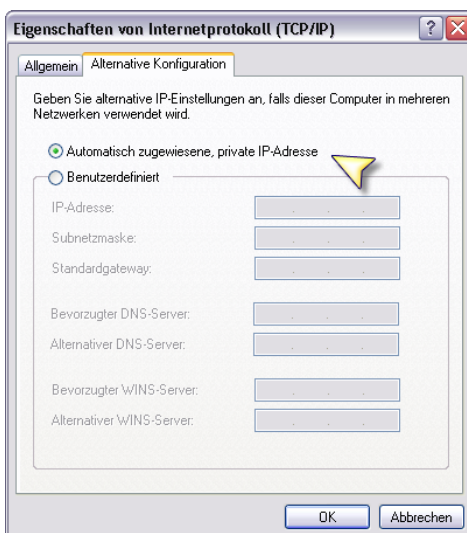 Eigenschaften von Internetprotokoll (TCP/IP)
Allgemein
Alternative Konfiguration
Geben Sie alternative IP-Einstellungen an, falls dieser Computer in mehreren
Netzwerken verwendet wird.
Automatisch zugewiesene, private IP-Adresse
Benutzerdefiniert
IP-Adresse:
Subnetzmaske:
Standardgateway:
Bevorzugter DNS-Server:
Alternativer DNS-Server:
Bevorzugter WINS-Server:
Alternativer WINS-Server:
OK
Abbrechen